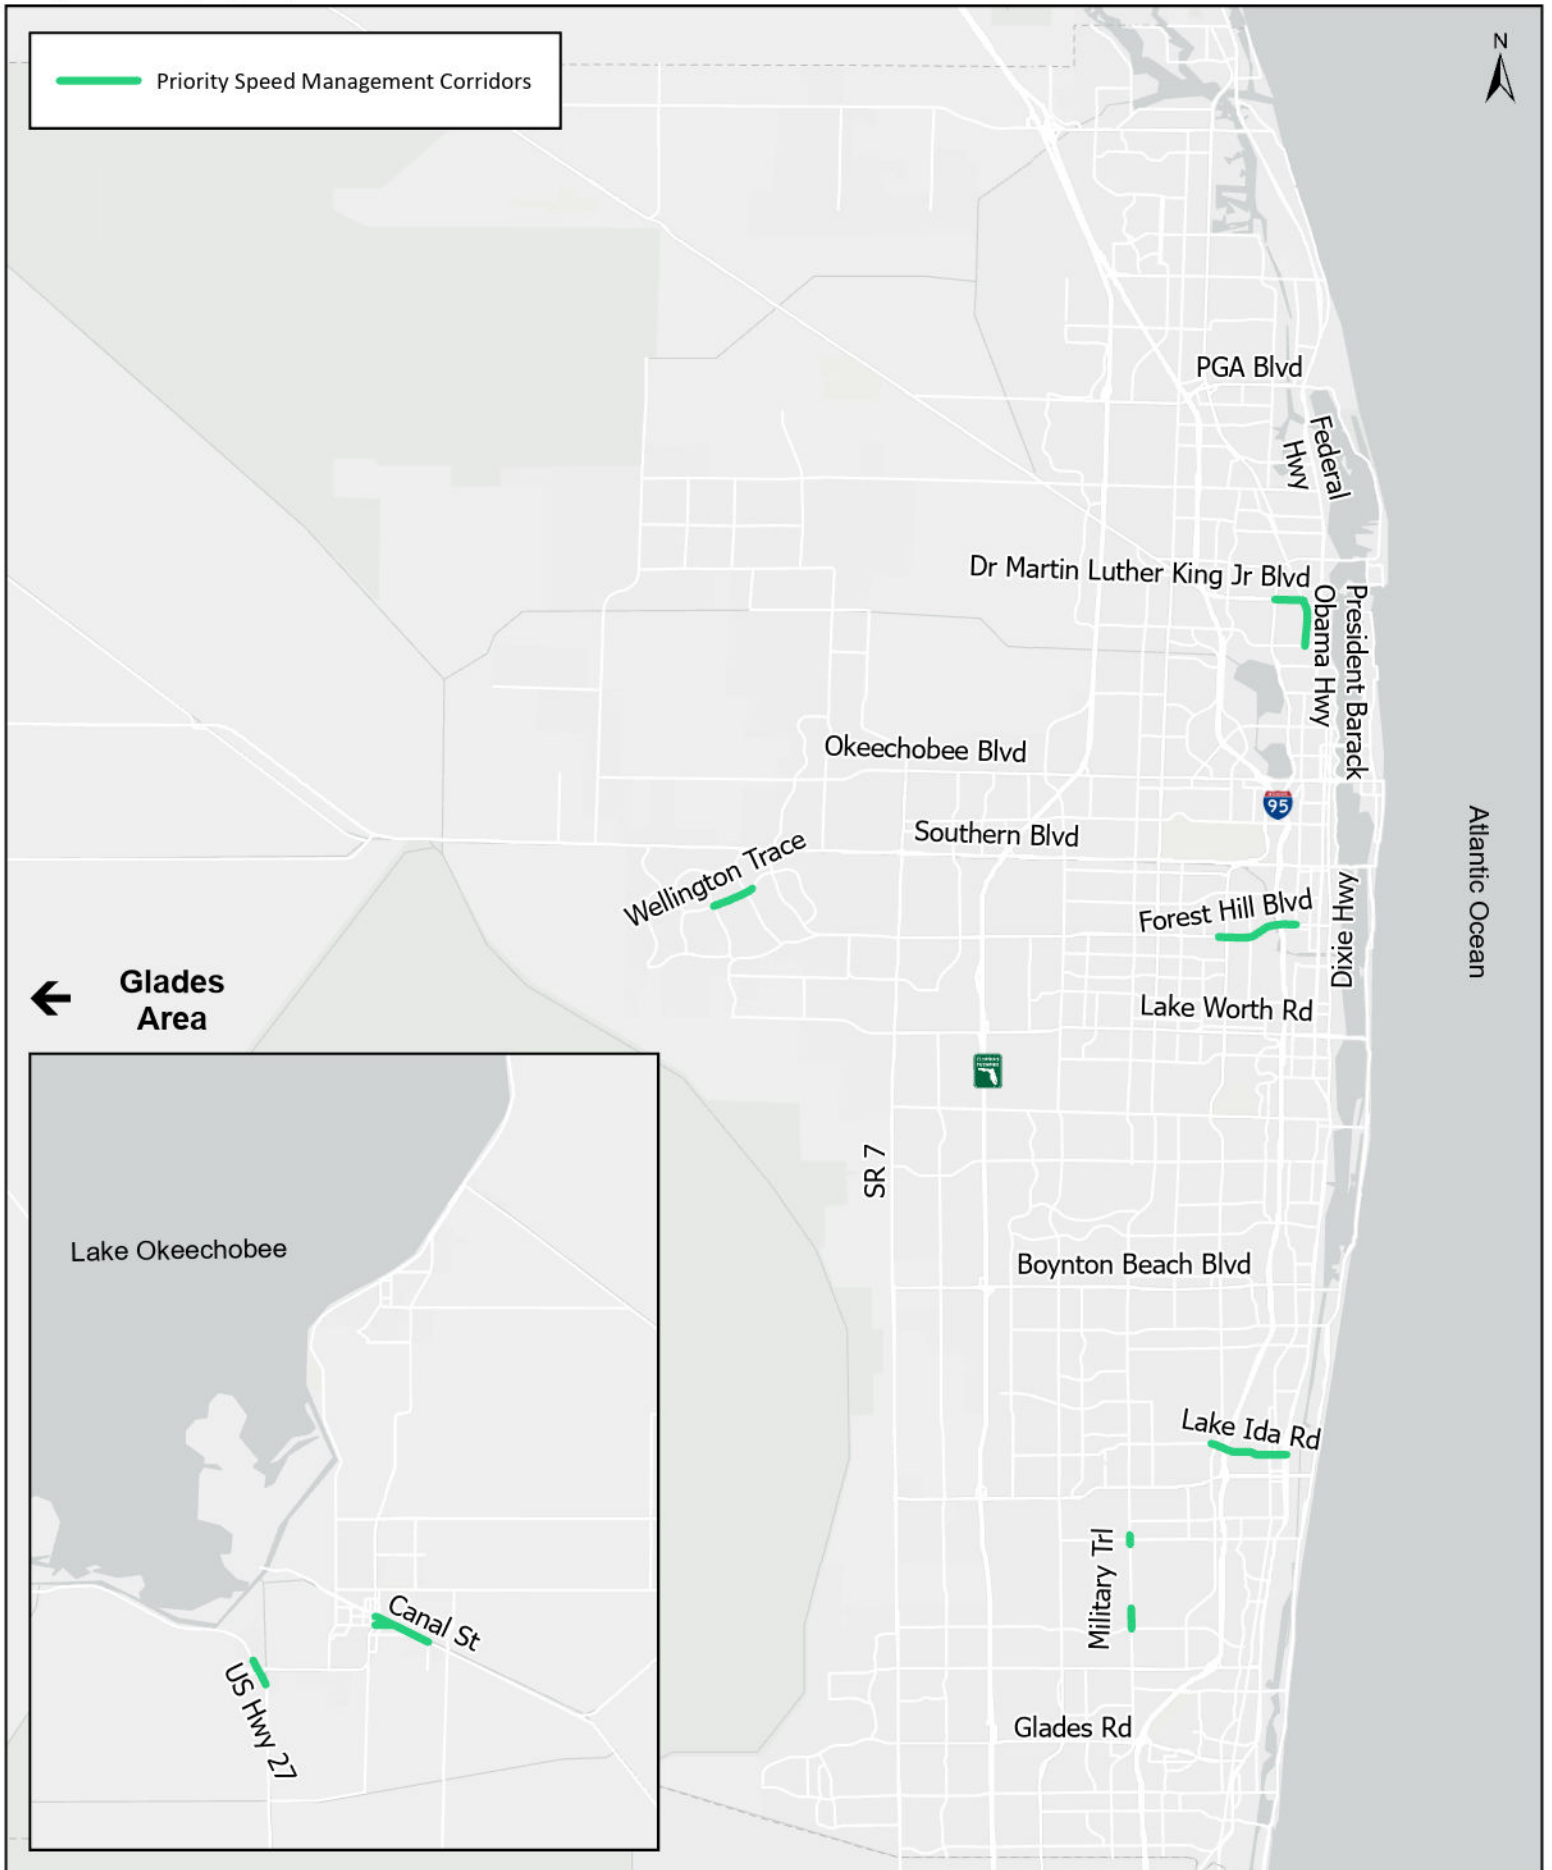 N
Priority Speed Management Corridors
PGA Blvd
Federal
Hwy
Dr Martin Luther King Jr Blvd
President Barack
Obama Hwy
Okeechobee Blvd
95
Southern Blvd
Atlantic Ocean
Wellington Trace
Forest Hill Blvd
Dixie Hwy
Glades
Area
Lake Worth Rd
SR 7
Lake Okeechobee
Boynton Beach Blvd
Lake Ida Rd
Military Trl
Canal St
US Hwy 27
Glades Rd